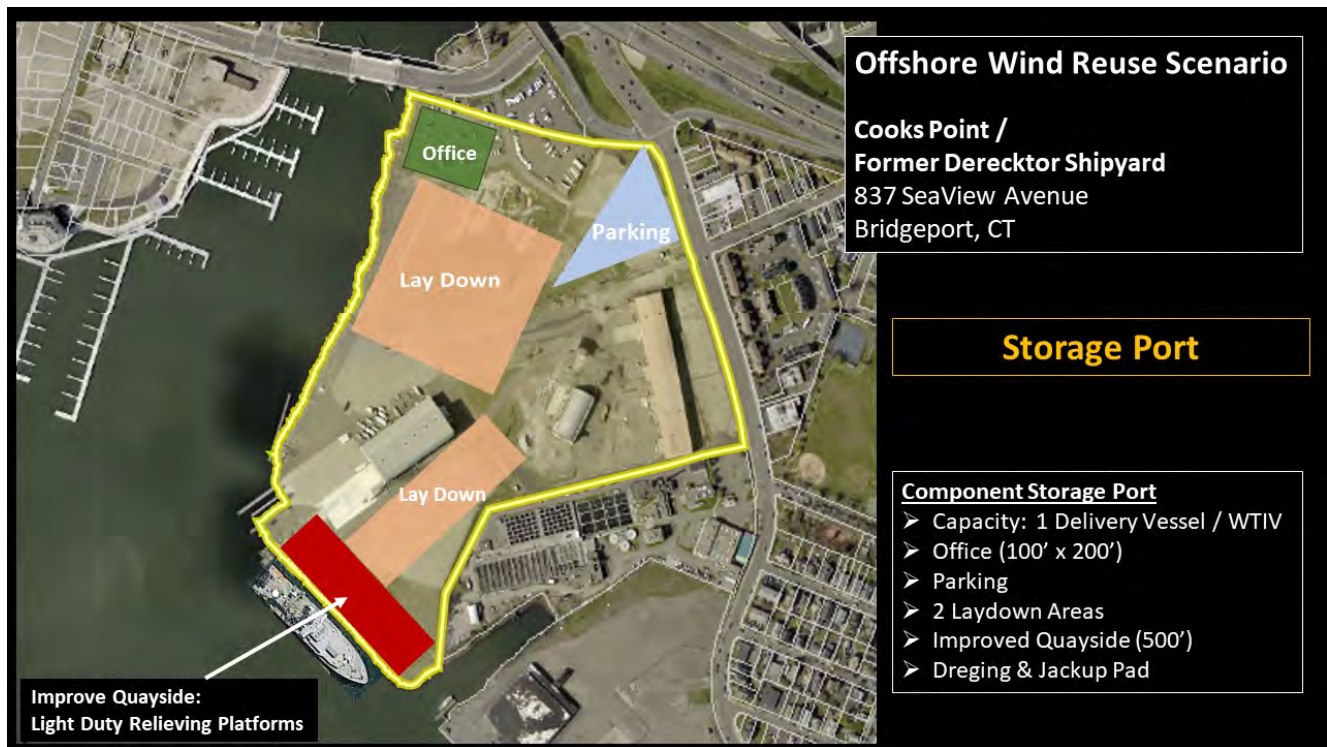 Offshore Wind Reuse Scenario
Cooks Point /
Former Derecktor Shipyard
837 SeaView Avenue
Bridgeport, CT
Office
Parking
Lay Down
Lay Down
Storage Port
Component Storage Port
➢ Capacity: 1 Delivery Vessel / WTIV
➢ Office (100’ x 200’)
➢ Parking
➢ 2 Laydown Areas
➢ Improved Quayside (500’)
➢ Dreging & Jackup Pad
Improve Quayside:
Light Duty Relieving Platforms